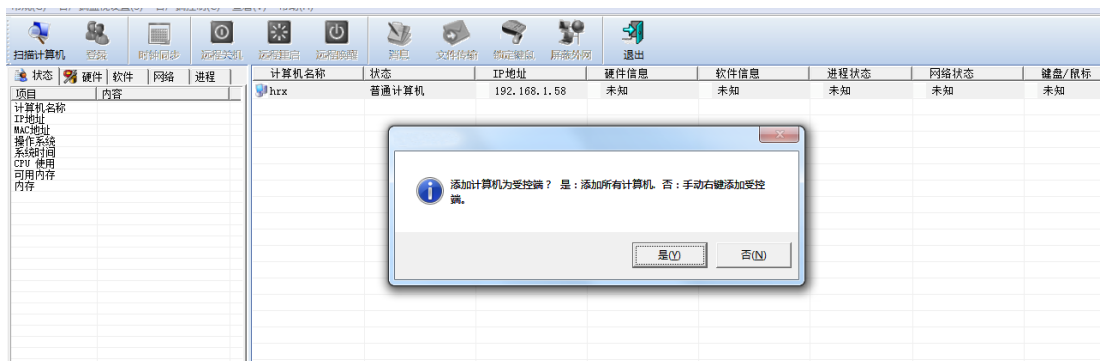 扫描计算机 登录 时钟同步 远程关机 远程重启 远程唤醒 消息 文件传输 锁定键鼠 屏蔽外网 退出
状态 硬件 软件 网络 进程
项目 内容
计算机名称
IP地址
MAC地址
操作系统
系统时间
CPU 使用
可用内存
内存
计算机名称 状态 IP地址 硬件信息 软件信息 进程状态 网络状态 键盘/鼠标
hrx 普通计算机 192.168.1.58 未知 未知 未知 未知 未知
添加计算机为受控端? 是:添加所有计算机. 否:手动右键添加受控
端。
是(Y) 否(N)